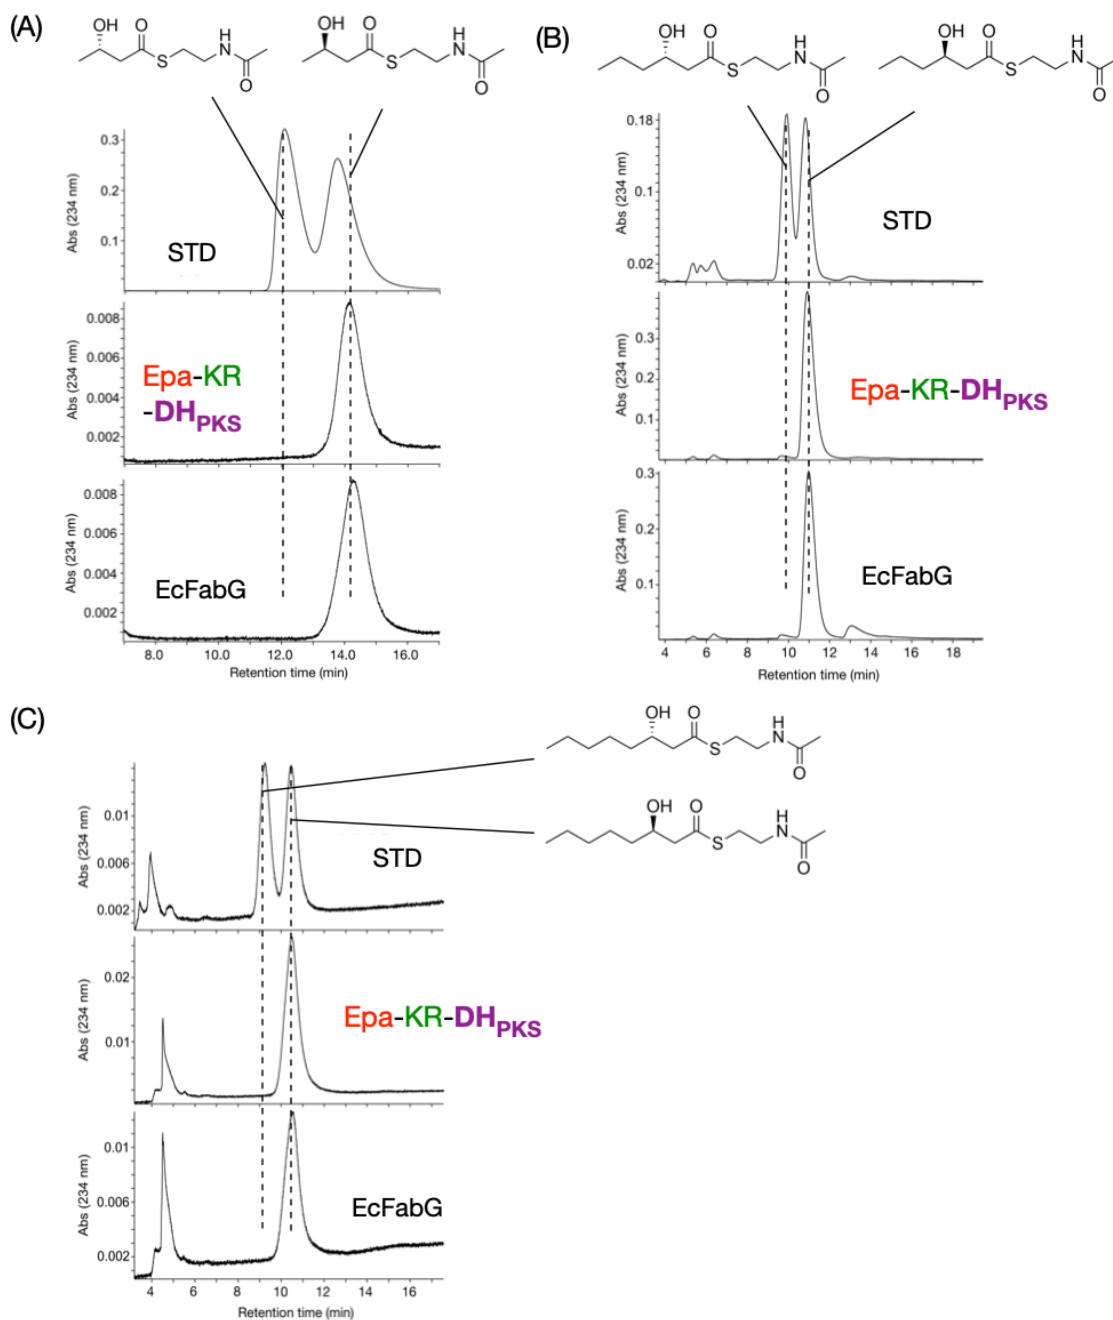 (A)
OH O H N S O
OH O H N S O
Abs (234 nm)
0.3
0.2
0.1
STD
Abs (234 nm)
0.008
0.006
0.004
0.002
Epa-KR
-DHPKS
Abs (234 nm)
0.008
0.006
0.004
0.002
EcFabG
8.0 10.0 12.0 14.0 16.0
Retention time (min)
(B)
OH O S H N O
OH O S H N O
Abs (234 nm)
0.18
0.1
0.02
STD
Abs (234 nm)
0.3
0.2
0.1
Epa-KR-DHPKS
Abs (234 nm)
0.3
0.2
0.1
EcFabG
4 6 8 10 12 14 16 18
Retention time (min)
(C)
OH O S H N O
OH O S H N O
Abs (234 nm)
0.01
0.006
0.002
STD
Abs (234 nm)
0.02
0.01
Epa-KR-DHPKS
Abs (234 nm)
0.01
0.006
0.002
EcFabG
4 6 8 10 12 14 16
Retention time (min)